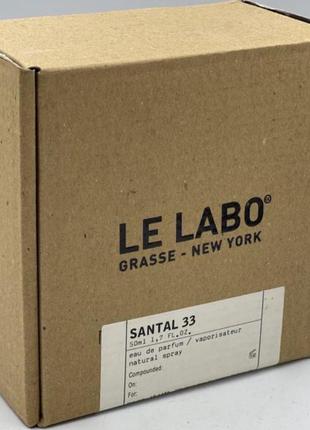 LE LABO®
GRASSE - NEW YORK
SANTAL 33
50ml 1,7 FL.OZ.
eau de parfum / vaporisateur
natural spray
Compounded:
On:
For: